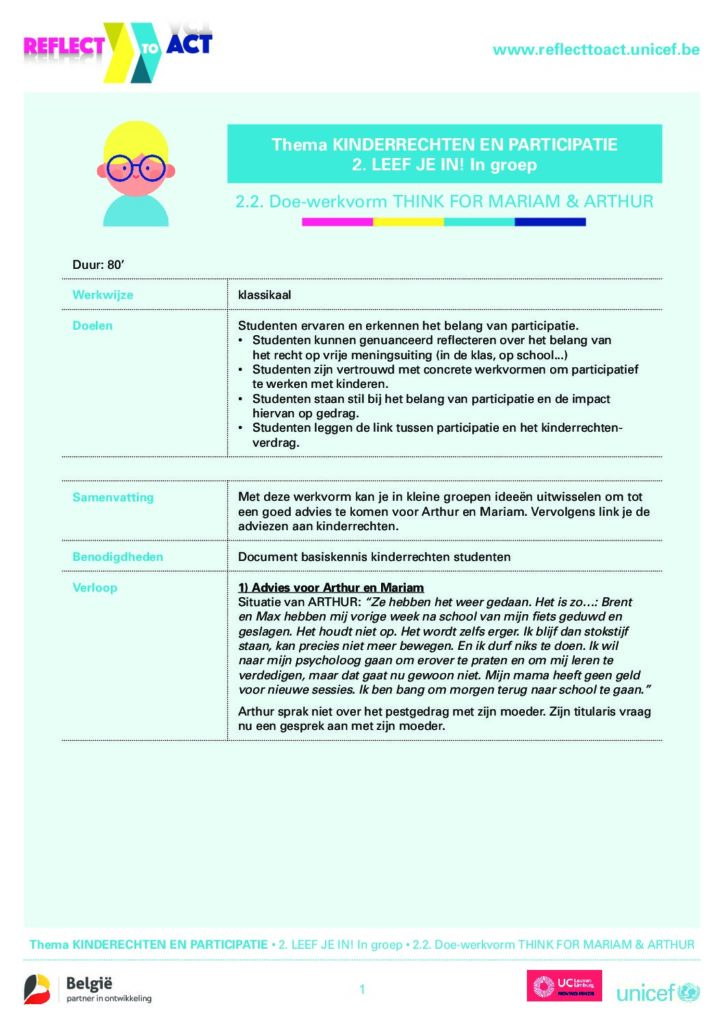 REFLECT TO ACT
www.reflecttoact.unicef.be
Thema KINDERRECHTEN EN PARTICIPATIE
2. LEEF JE IN! In groep
2.2. Doe-werkvorm THINK FOR MARIAM & ARTHUR
Duur: 80’
Werkwijze
klassikaal
Doelen
Studenten ervaren en erkennen het belang van participatie.
• Studenten kunnen genuanceerd reflecteren over het belang van
het recht op vrije meningsuiting (in de klas, op school...)
• Studenten zijn vertrouwd met concrete werkvormen om participatief
te werken met kinderen.
• Studenten staan stil bij het belang van participatie en de impact
hiervan op gedrag.
• Studenten leggen de link tussen participatie en het kinderrechten-
verdrag.
Samenvatting
Met deze werkvorm kan je in kleine groepen ideeën uitwisselen om tot
een goed advies te komen voor Arthur en Mariam. Vervolgens link je de
adviezen aan kinderrechten.
Benodigdheden
Document basiskennis kinderrechten studenten
Verloop
1) Advies voor Arthur en Mariam
Situatie van ARTHUR: “Ze hebben het weer gedaan. Het is zo…: Brent
en Max hebben mij vorige week na school van mijn fiets geduwd en
geslagen. Het houdt niet op. Het wordt zelfs erger. Ik blijf dan stokstijf
staan, kan precies niet meer bewegen. En ik durf niks te doen. Ik wil
naar mijn psycholoog gaan om erover te praten en om mij leren te
verdedigen, maar dat gaat nu gewoon niet. Mijn mama heeft geen geld
voor nieuwe sessies. Ik ben bang om morgen terug naar school te gaan.”
Arthur sprak niet over het pestgedrag met zijn moeder. Zijn titularis vraag
nu een gesprek aan met zijn moeder.
Thema KINDERECHTEN EN PARTICIPATIE • 2. LEEF JE IN! In groep • 2.2. Doe-werkvorm THINK FOR MARIAM & ARTHUR
België
partner in ontwikkeling
1
UC Leuven
Limburg
unicef